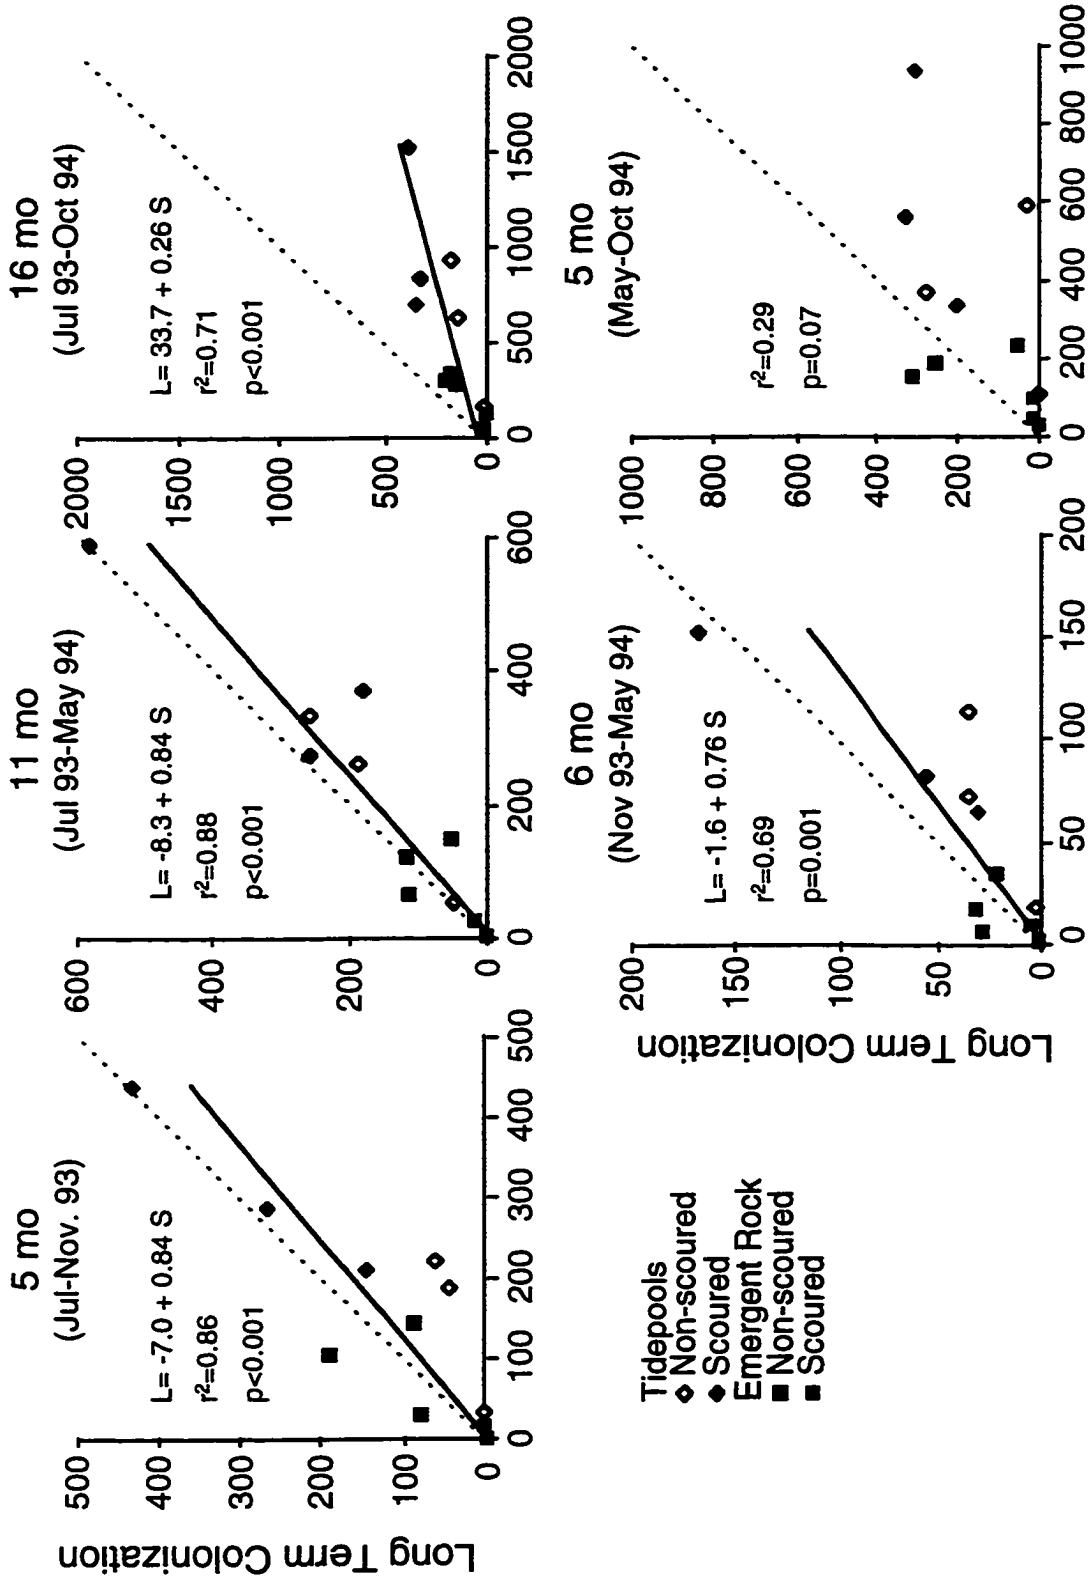 5 mo
(Jul-Nov. 93)
L= -7.0 + 0.84 S
r²=0.86
p<0.001
Long Term Colonization
500
400
300
200
100
0
0 100 200 300 400 500
11 mo
(Jul 93-May 94)
L= -8.3 + 0.84 S
r²=0.88
p<0.001
600
400
200
0
0 200 400 600
16 mo
(Jul 93-Oct 94)
L= 33.7 + 0.26 S
r²=0.71
p<0.001
2000
1500
1000
500
0
0 500 1000 1500 2000
Tidepools
Non-scoured
Scoured
Emergent Rock
Non-scoured
Scoured
6 mo
(Nov 93-May 94)
L= -1.6 + 0.76 S
r²=0.69
p=0.001
Long Term Colonization
200
150
100
50
0
0 50 100 150 200
5 mo
(May-Oct 94)
r²=0.29
p=0.07
1000
800
600
400
200
0
0 200 400 600 800 1000